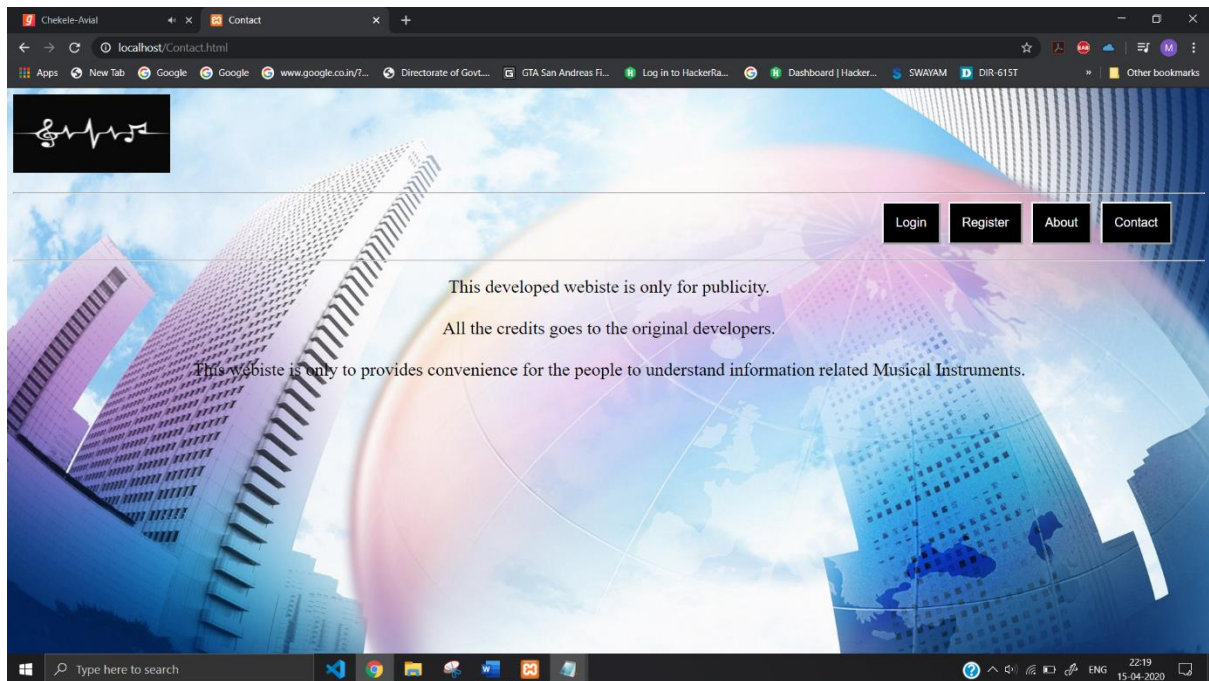 Chekele-Avial
Contact
localhost/Contact.html
Apps
New Tab
Google
Google
www.google.co.in/?...
Directorate of Govt....
GTA San Andreas Fi...
Log in to HackerRa...
Dashboard | Hacker...
SWAYAM
DIR-615T
»
Other bookmarks
Login
Register
About
Contact
This developed webiste is only for publicity.
All the credits goes to the original developers.
This webiste is only to provides convenience for the people to understand information related Musical Instruments.
Type here to search
ENG
22:19
15-04-2020